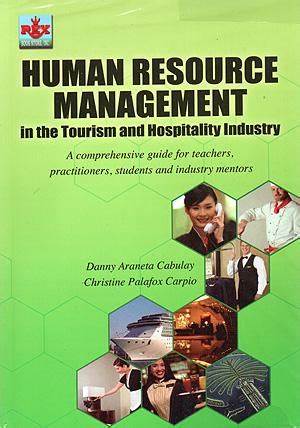 REX
BOOK STORE, INC.
HUMAN RESOURCE
MANAGEMENT
in the Tourism and Hospitality Industry
A comprehensive guide for teachers,
practitioners, students and industry mentors
Danny Araneta Cabulay
Christine Palafox Carpio